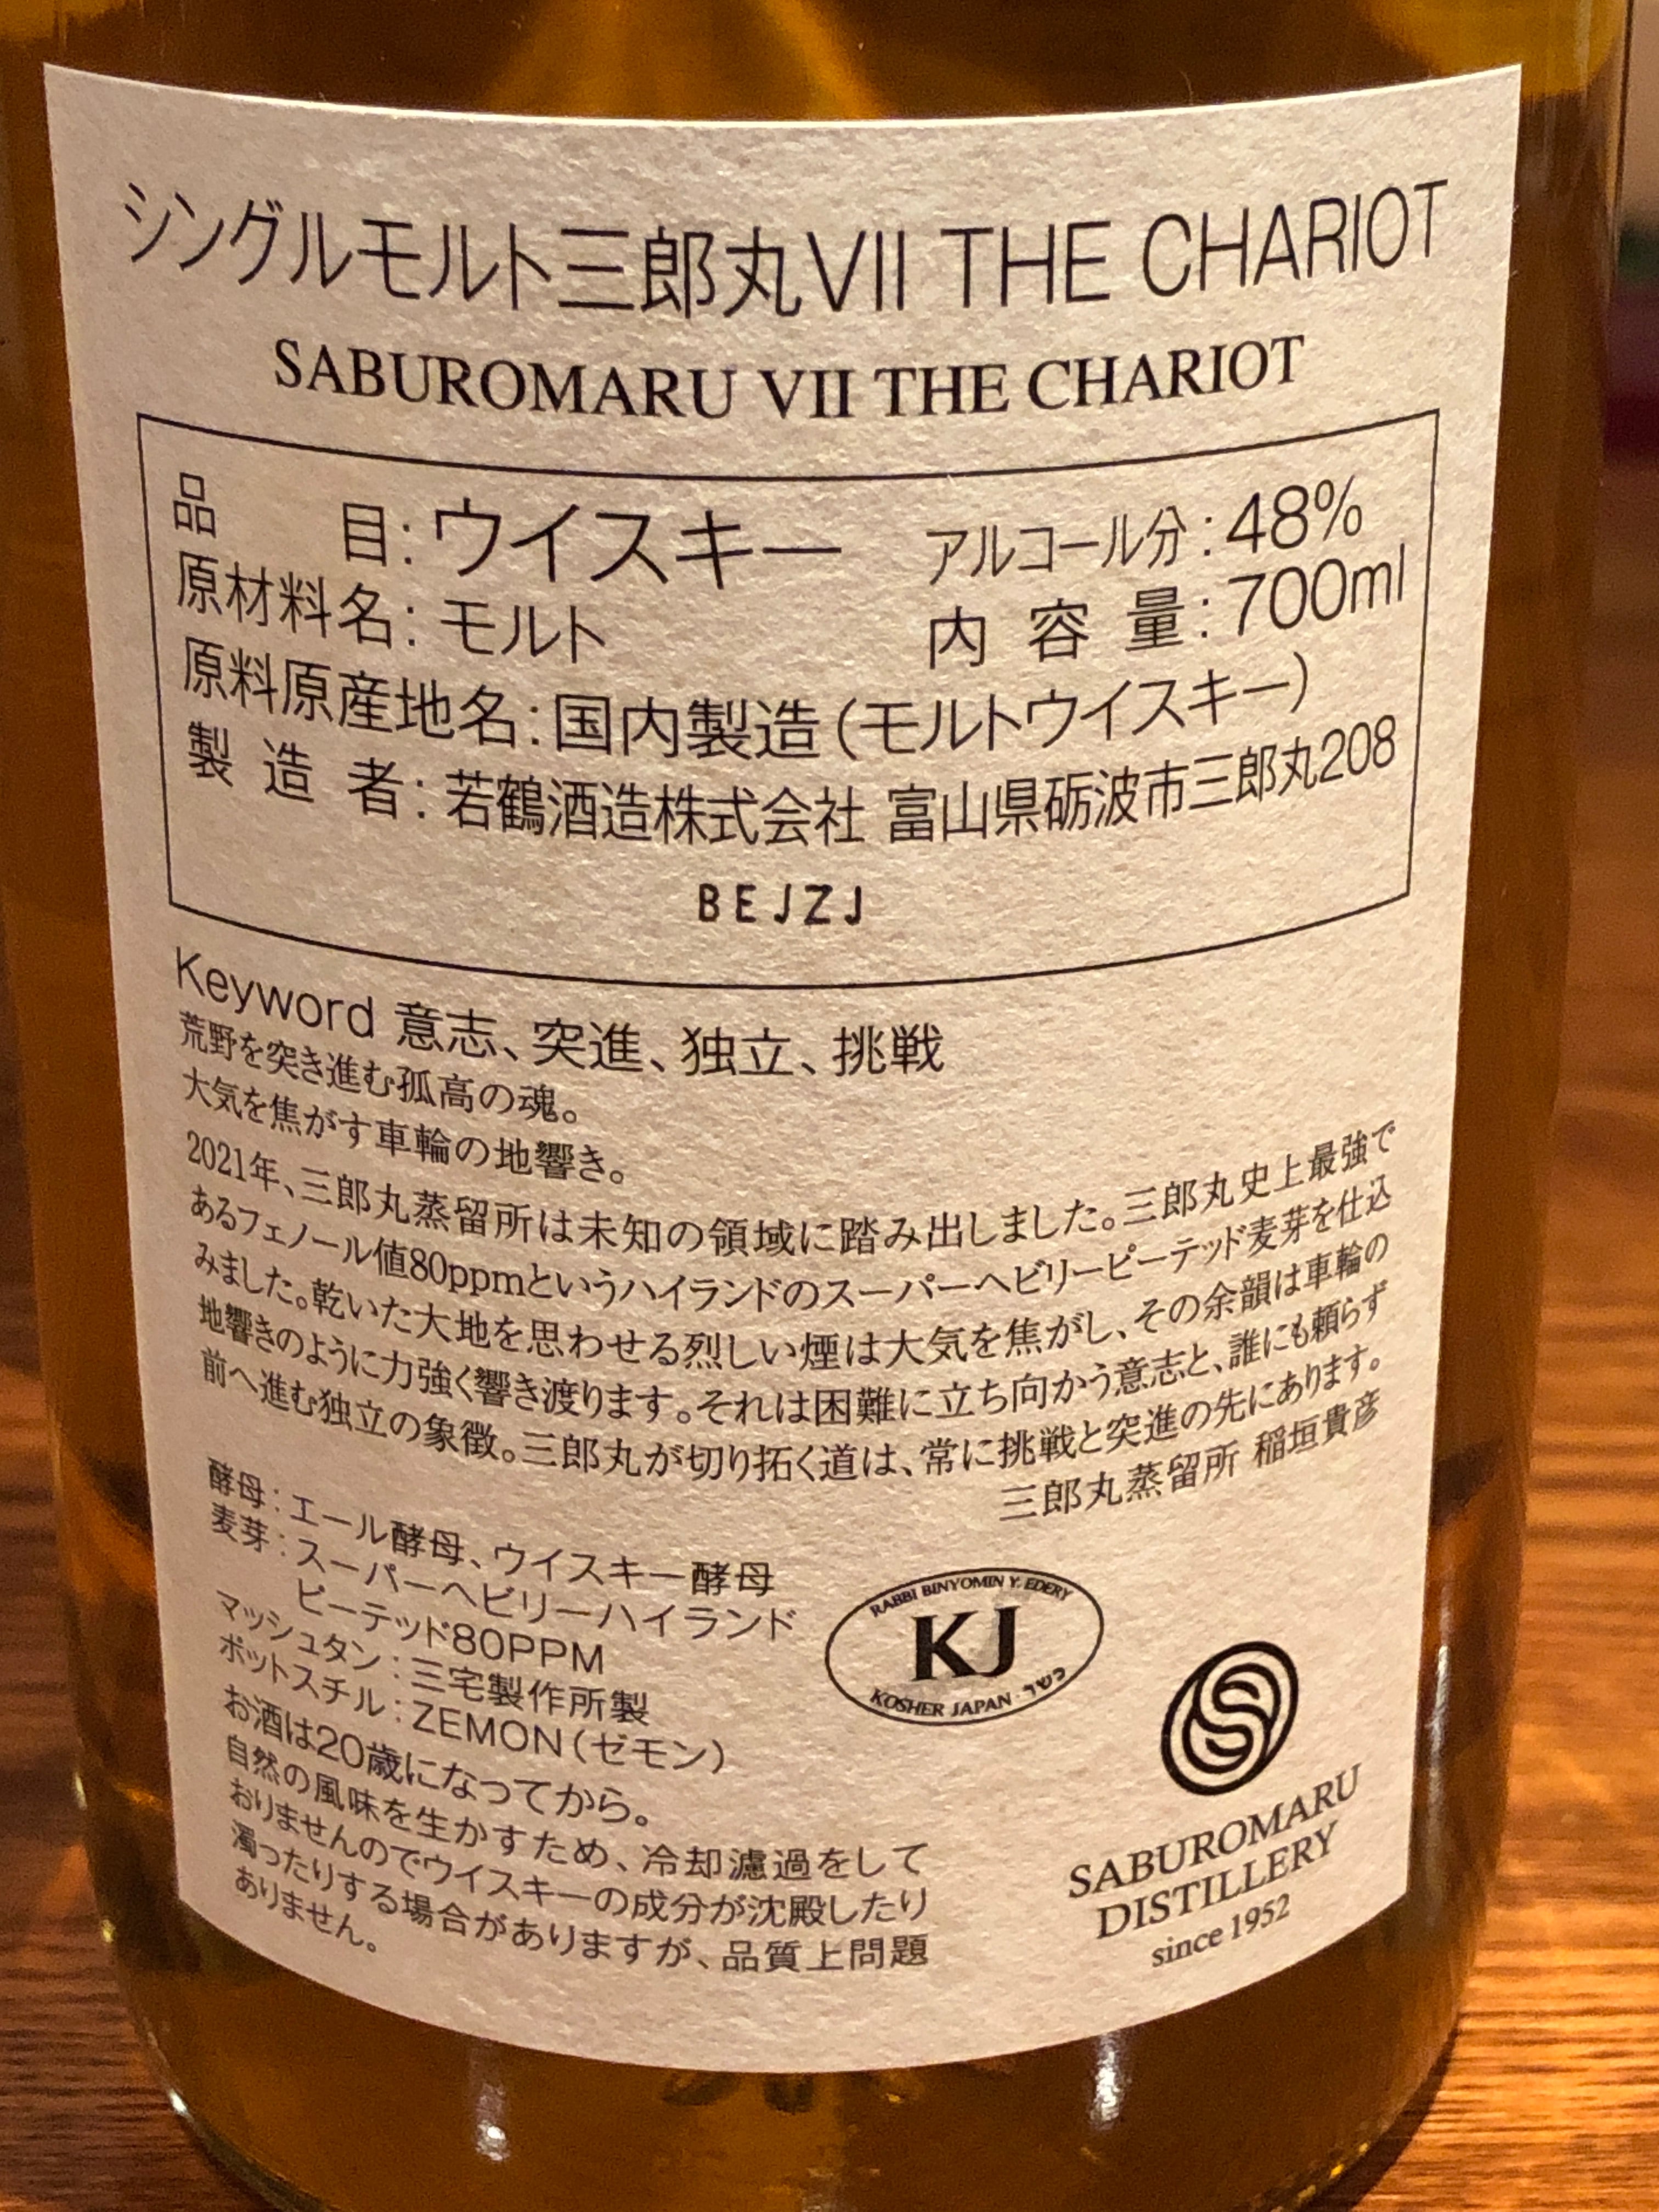 シングルモルト三郎丸VII THE CHARIOT
SABUROMARU VII THE CHARIOT
品目:ウイスキー アルコール分:48%
原材料名:モルト 内容量:700ml
原料原産地名:国内製造(モルトウイスキー)
製造者:若鶴酒造株式会社 富山県砺波市三郎丸208
BEJZJ
Keyword 意志、突進、独立、挑戦
荒野を突き進む孤高の魂。
大気を焦がす車輪の地響き。
2021年、三郎丸蒸留所は未知の領域に踏み出しました。三郎丸史上最強で
あるフェノール値80ppmというハイランドのスーパーヘビリーピーテッド麦芽を仕込
みました。乾いた大地を思わせる烈しい煙は大気を焦がし、その余韻は車輪の
地響きのように力強く響き渡ります。それは困難に立ち向かう意志と、誰にも頼らず
前へ進む独立の象徴。三郎丸が切り拓く道は、常に挑戦と突進の先にあります。
三郎丸蒸留所 稲垣貴彦
酵母:エール酵母、ウイスキー酵母
麦芽:スーパーヘビリーハイランド
ピーテッド80PPM
マッシュタン:三宅製作所製
ポットスチル:ZEMON(ゼモン)
お酒は20歳になってから。
自然の風味を生かすため、冷却濾過をして
おりませんのでウイスキーの成分が沈殿したり
濁ったりする場合がありますが、品質上問題
ありません。
RABBI BINYOMIN Y. EDERY
KJ
KOSHER JAPAN · כשר
SABUROMARU
DISTILLERY
since 1952